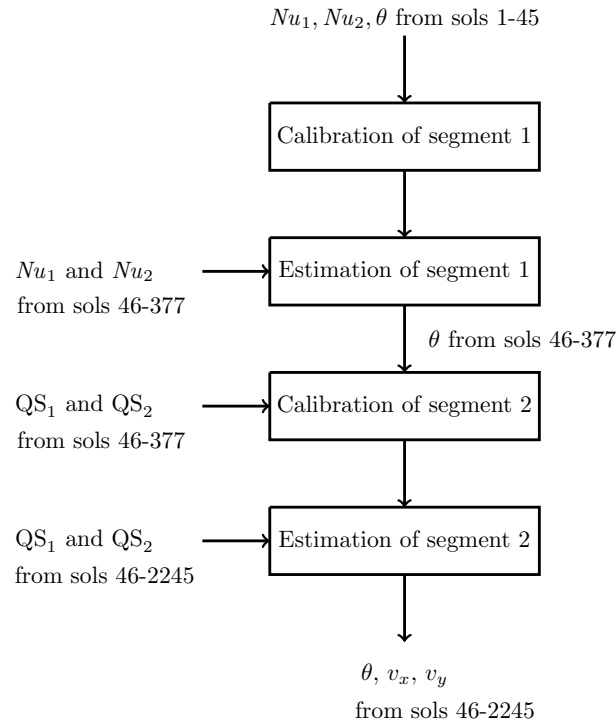 Nu₁, Nu₂, θ from sols 1-45
Calibration of segment 1
Nu₁ and Nu₂
from sols 46-377
Estimation of segment 1
θ from sols 46-377
QS₁ and QS₂
from sols 46-377
Calibration of segment 2
QS₁ and QS₂
from sols 46-2245
Estimation of segment 2
θ, vₓ, v_y
from sols 46-2245